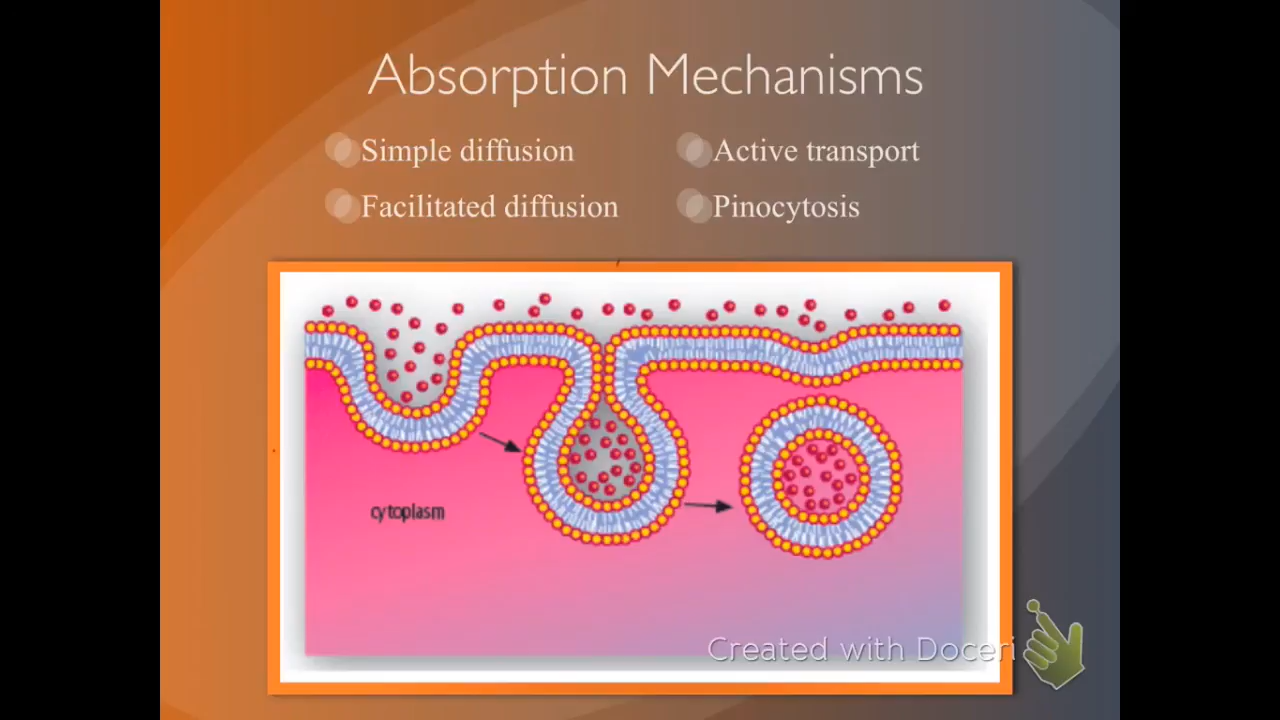 Absorption Mechanisms
Simple diffusion
Facilitated diffusion
Active transport
Pinocytosis
cytoplasm
Created with Doceri